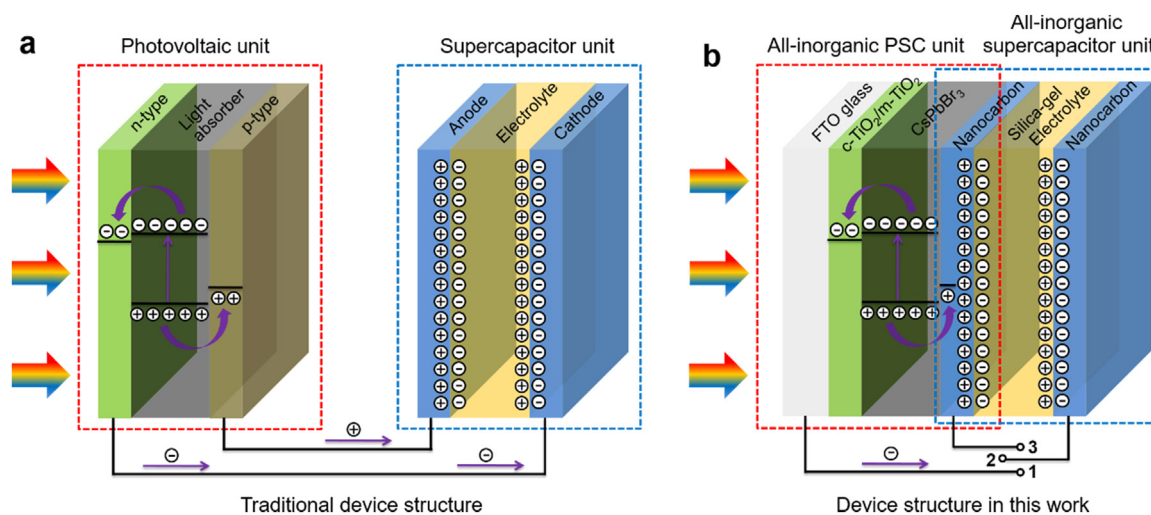 a
Photovoltaic unit
Supercapacitor unit
n-type
Light
absorber
p-type
Anode
Electrolyte
Cathode
Traditional device structure
b
All-inorganic PSC unit
All-inorganic
supercapacitor unit
FTO glass
c-TiO₂/m-TiO₂
CsPbBr₃
Nanocarbon
Silica-gel
Electrolyte
Nanocarbon
3
2
1
Device structure in this work